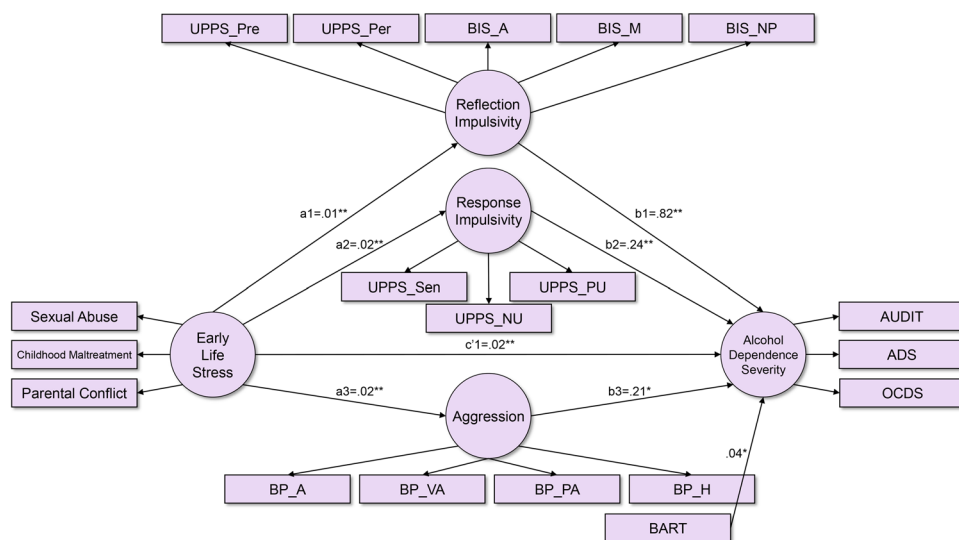 UPPS_Pre
UPPS_Per
BIS_A
BIS_M
BIS_NP
Reflection
Impulsivity
a1=.01**
b1=.82**
Response
Impulsivity
a2=.02**
b2=.24**
UPPS_Sen
UPPS_PU
UPPS_NU
Sexual Abuse
Childhood Maltreatment
Parental Conflict
Early
Life
Stress
c'1=.02**
Alcohol
Dependence
Severity
AUDIT
ADS
OCDS
a3=.02**
Aggression
b3=.21*
.04*
BP_A
BP_VA
BP_PA
BP_H
BART